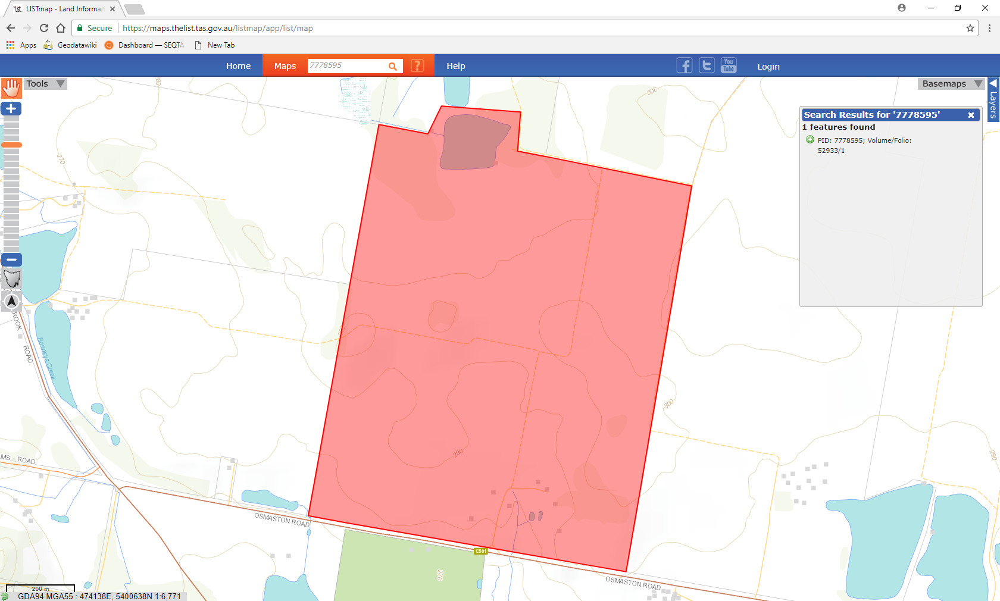 LISTmap - Land Informat
Secure
https://maps.thelist.tas.gov.au/listmap/app/list/map
Apps
Geodatawiki
Dashboard — SEQTA
New Tab
Home
Maps
7778595
?
Help
f
t
You
Tube
Login
Tools
Basemaps
Layers
Search Results for '7778595'
1 features found
PID: 7778595; Volume/Folio:
52933/1
280
300
270
ROOK ROAD
Bonneys Creek
300
290
290
MS ROAD
OSMASTON ROAD
C501
270
OSMASTON ROAD
200 m
GDA94 MGA55 : 474138E, 5400638N 1:6,771